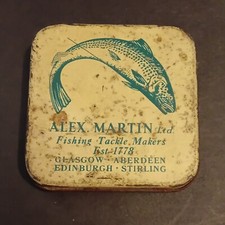 ALEX MARTIN Ltd.
Fishing Tackle Makers
Est 1778
GLASGOW - ABERDEEN
EDINBURGH - STIRLING